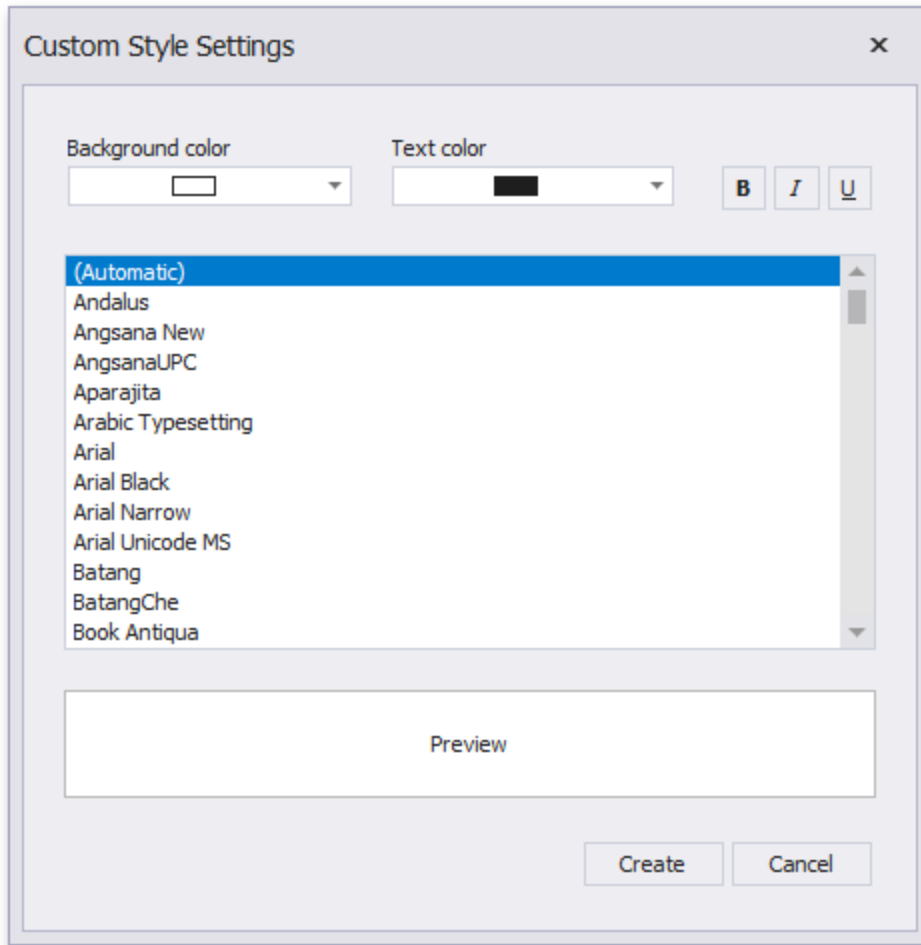 Custom Style Settings
Background color
Text color
B I U
(Automatic)
Andalus
Angsana New
AngsanaUPC
Aparajita
Arabic Typesetting
Arial
Arial Black
Arial Narrow
Arial Unicode MS
Batang
BatangChe
Book Antiqua
Preview
Create
Cancel